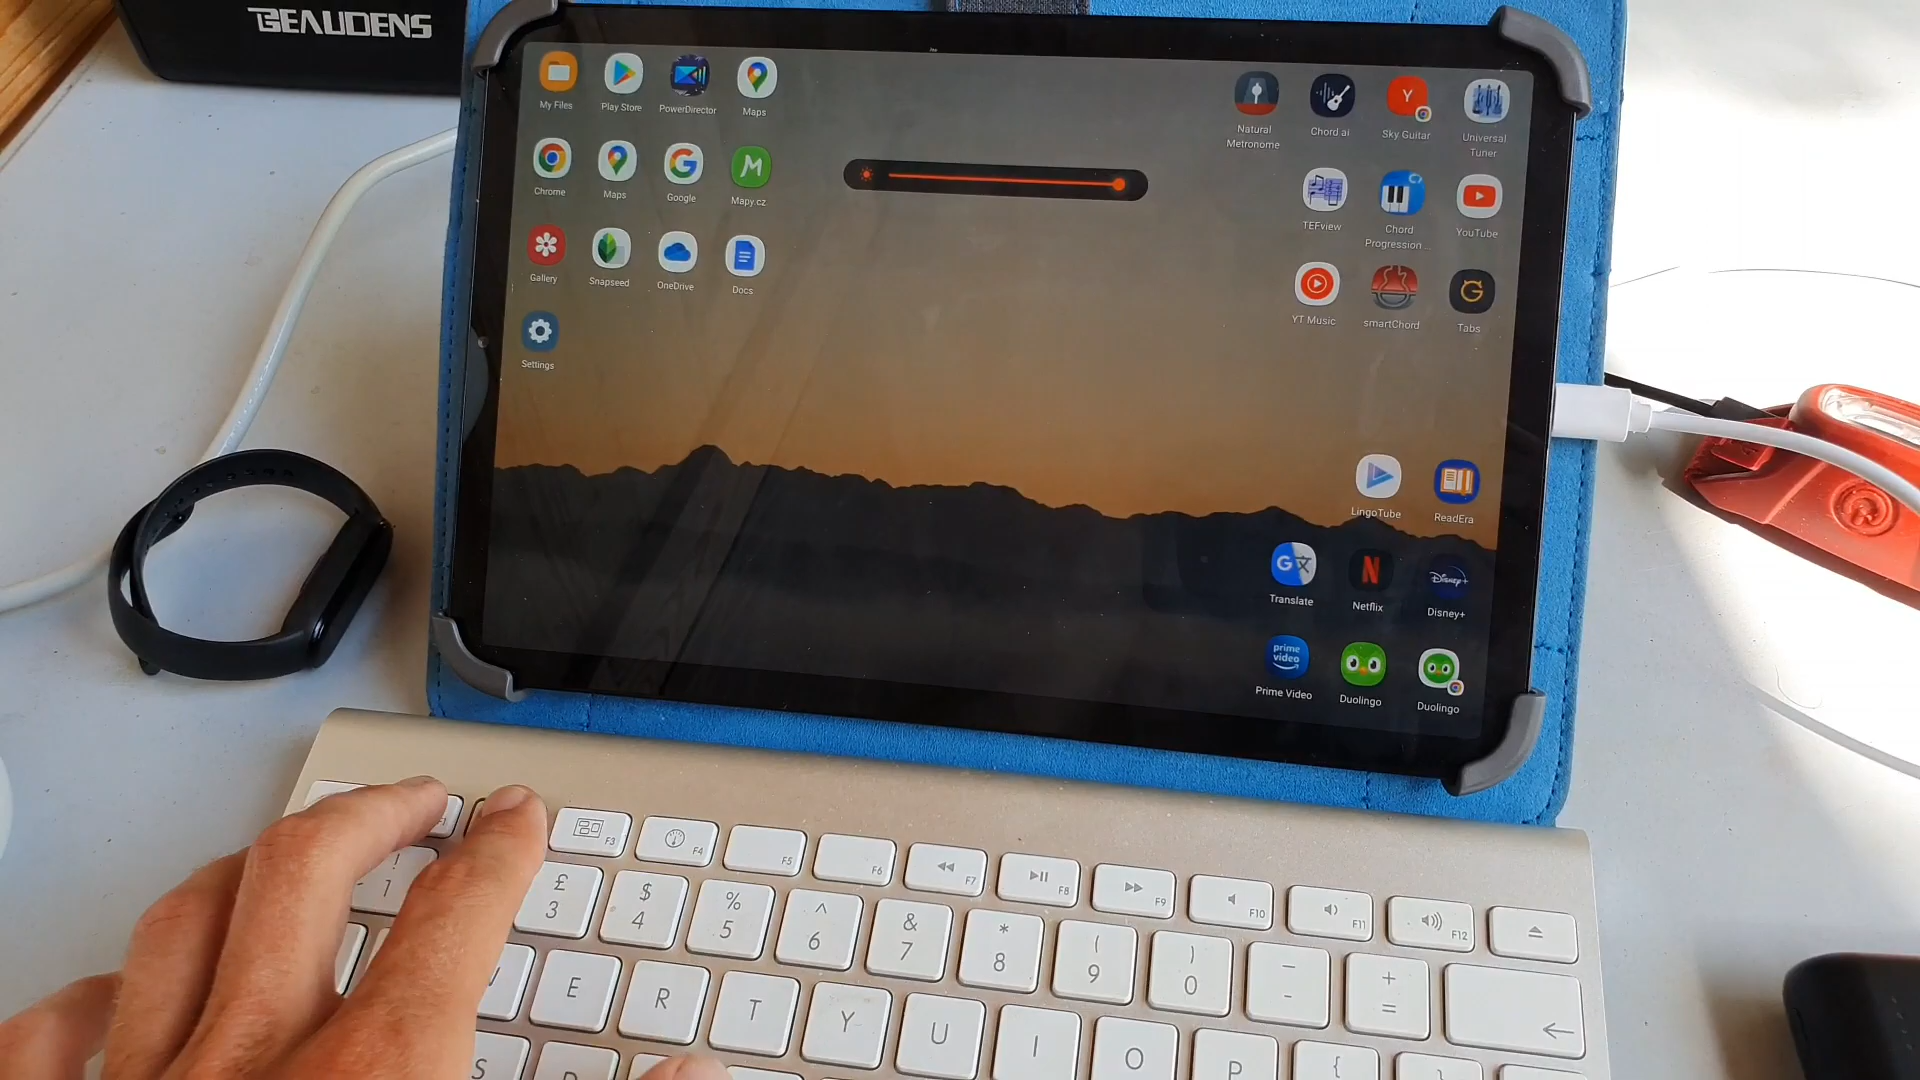 BEAUDENS
My Files
Play Store
PowerDirector
Maps
Natural
Metronome
Chord ai
Y
Sky Guitar
Universal
Tuner
Chrome
Maps
Google
Mapy.cz
TEFview
Chord
Progression...
YouTube
Gallery
Snapseed
OneDrive
Docs
YT Music
smartChord
Tabs
Settings
LingoTube
ReadEra
Translate
Netflix
Disney+
Disney+
prime
video
Prime Video
Duolingo
Duolingo
F3
F4
F5
F6
F7
F8
F9
F10
F11
F12
! 1
£ 3
$ 4
% 5
^ 6
& 7
* 8
( 9
) 0
– -
+ =
E
R
T
Y
U
I
O
P
{
}
S